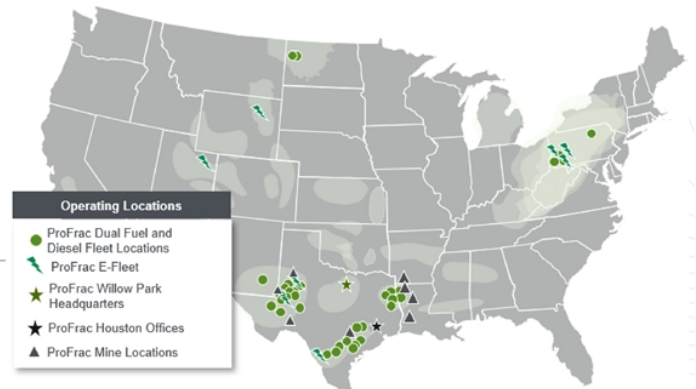 Operating Locations
ProFrac Dual Fuel and
Diesel Fleet Locations
ProFrac E-Fleet
ProFrac Willow Park
Headquarters
ProFrac Houston Offices
ProFrac Mine Locations